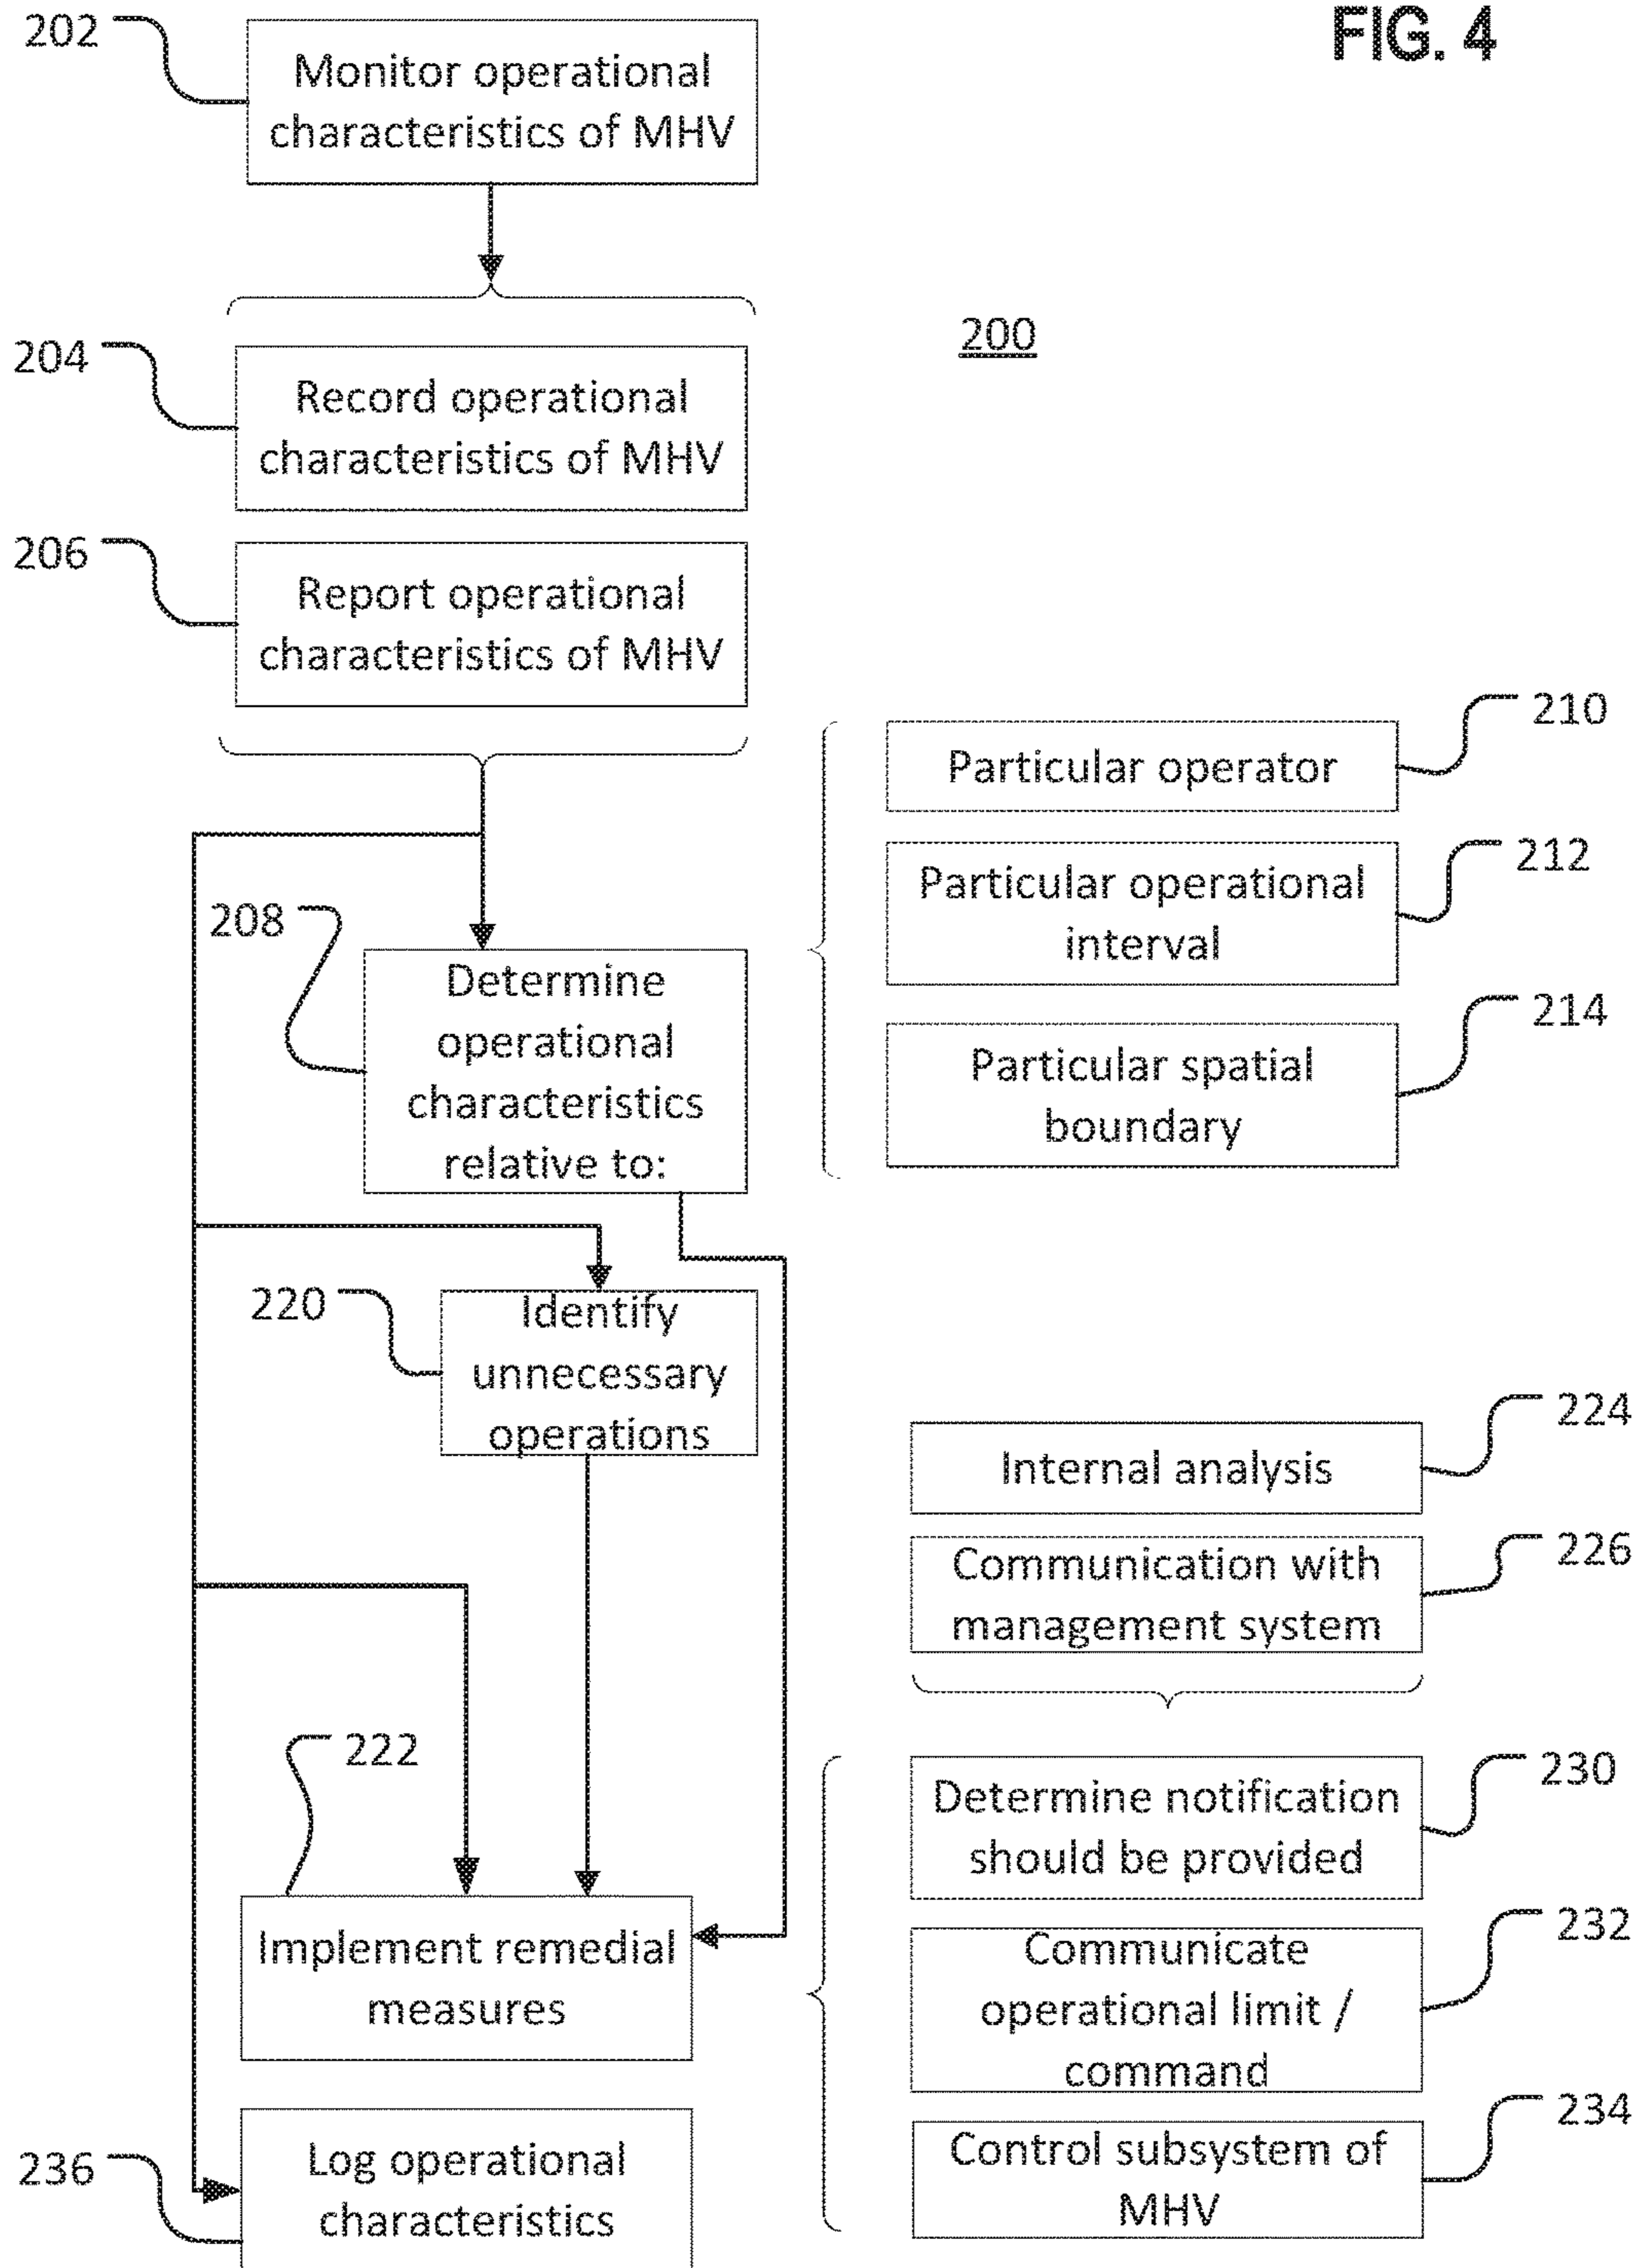 FIG. 4
202
Monitor operational
characteristics of MHV
200
204
Record operational
characteristics of MHV
206
Report operational
characteristics of MHV
210
Particular operator
212
Particular operational
interval
214
Particular spatial
boundary
208
Determine
operational
characteristics
relative to:
220
Identify
unnecessary
operations
224
Internal analysis
226
Communication with
management system
222
Implement remedial
measures
230
Determine notification
should be provided
232
Communicate
operational limit /
command
234
Control subsystem of
MHV
236
Log operational
characteristics